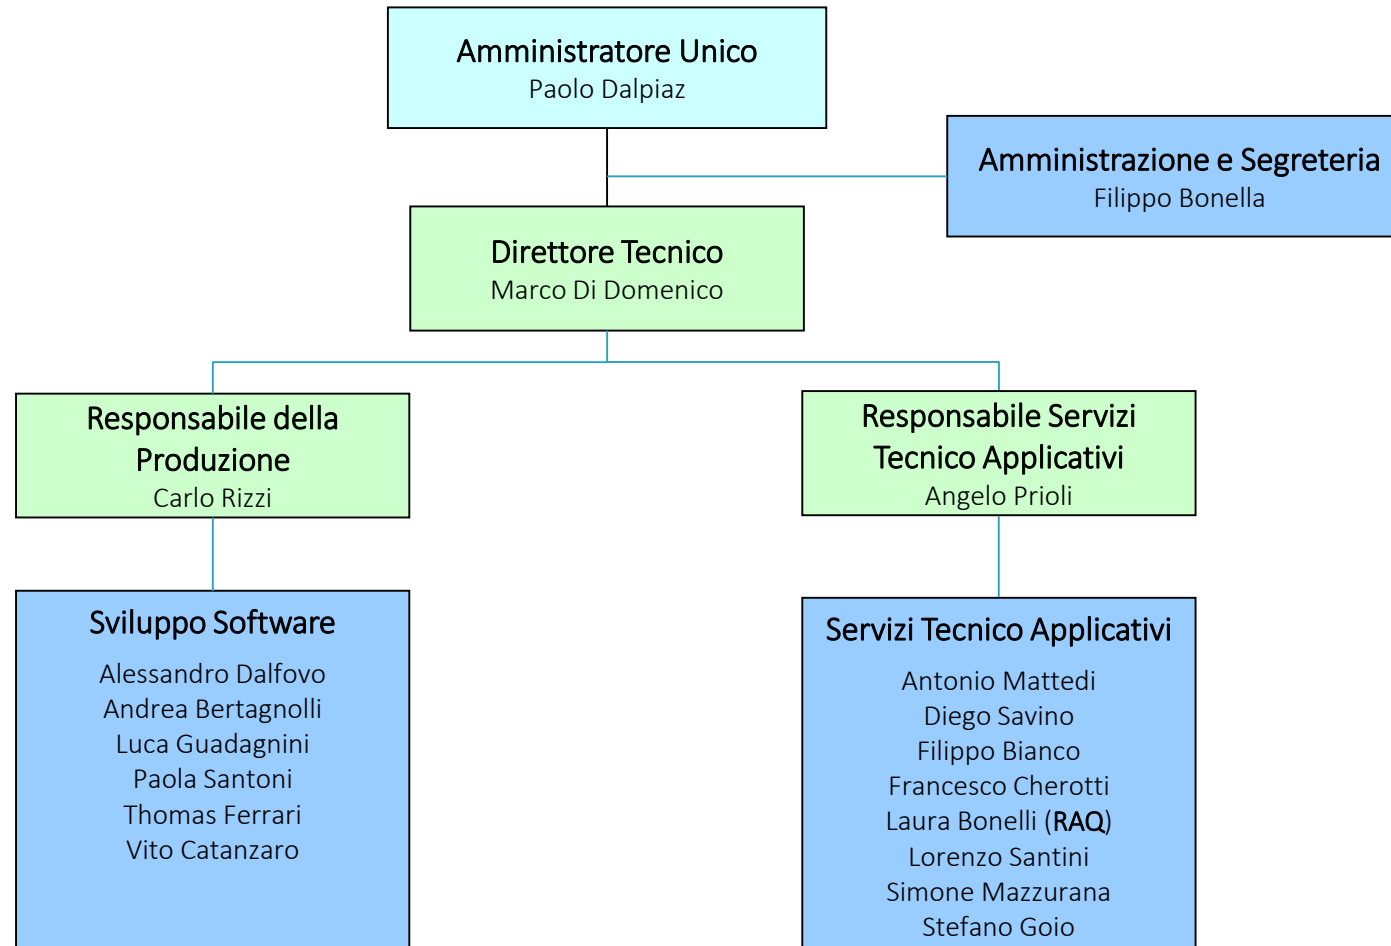 Amministratore Unico
Paolo Dalpiaz
Amministrazione e Segreteria
Filippo Bonella
Direttore Tecnico
Marco Di Domenico
Responsabile della
Produzione
Carlo Rizzi
Responsabile Servizi
Tecnico Applicativi
Angelo Prioli
Sviluppo Software
Alessandro Dalfovo
Andrea Bertagnolli
Luca Guadagnini
Paola Santoni
Thomas Ferrari
Vito Catanzaro
Servizi Tecnico Applicativi
Antonio Mattedi
Diego Savino
Filippo Bianco
Francesco Cherotti
Laura Bonelli (RAQ)
Lorenzo Santini
Simone Mazzurana
Stefano Goio